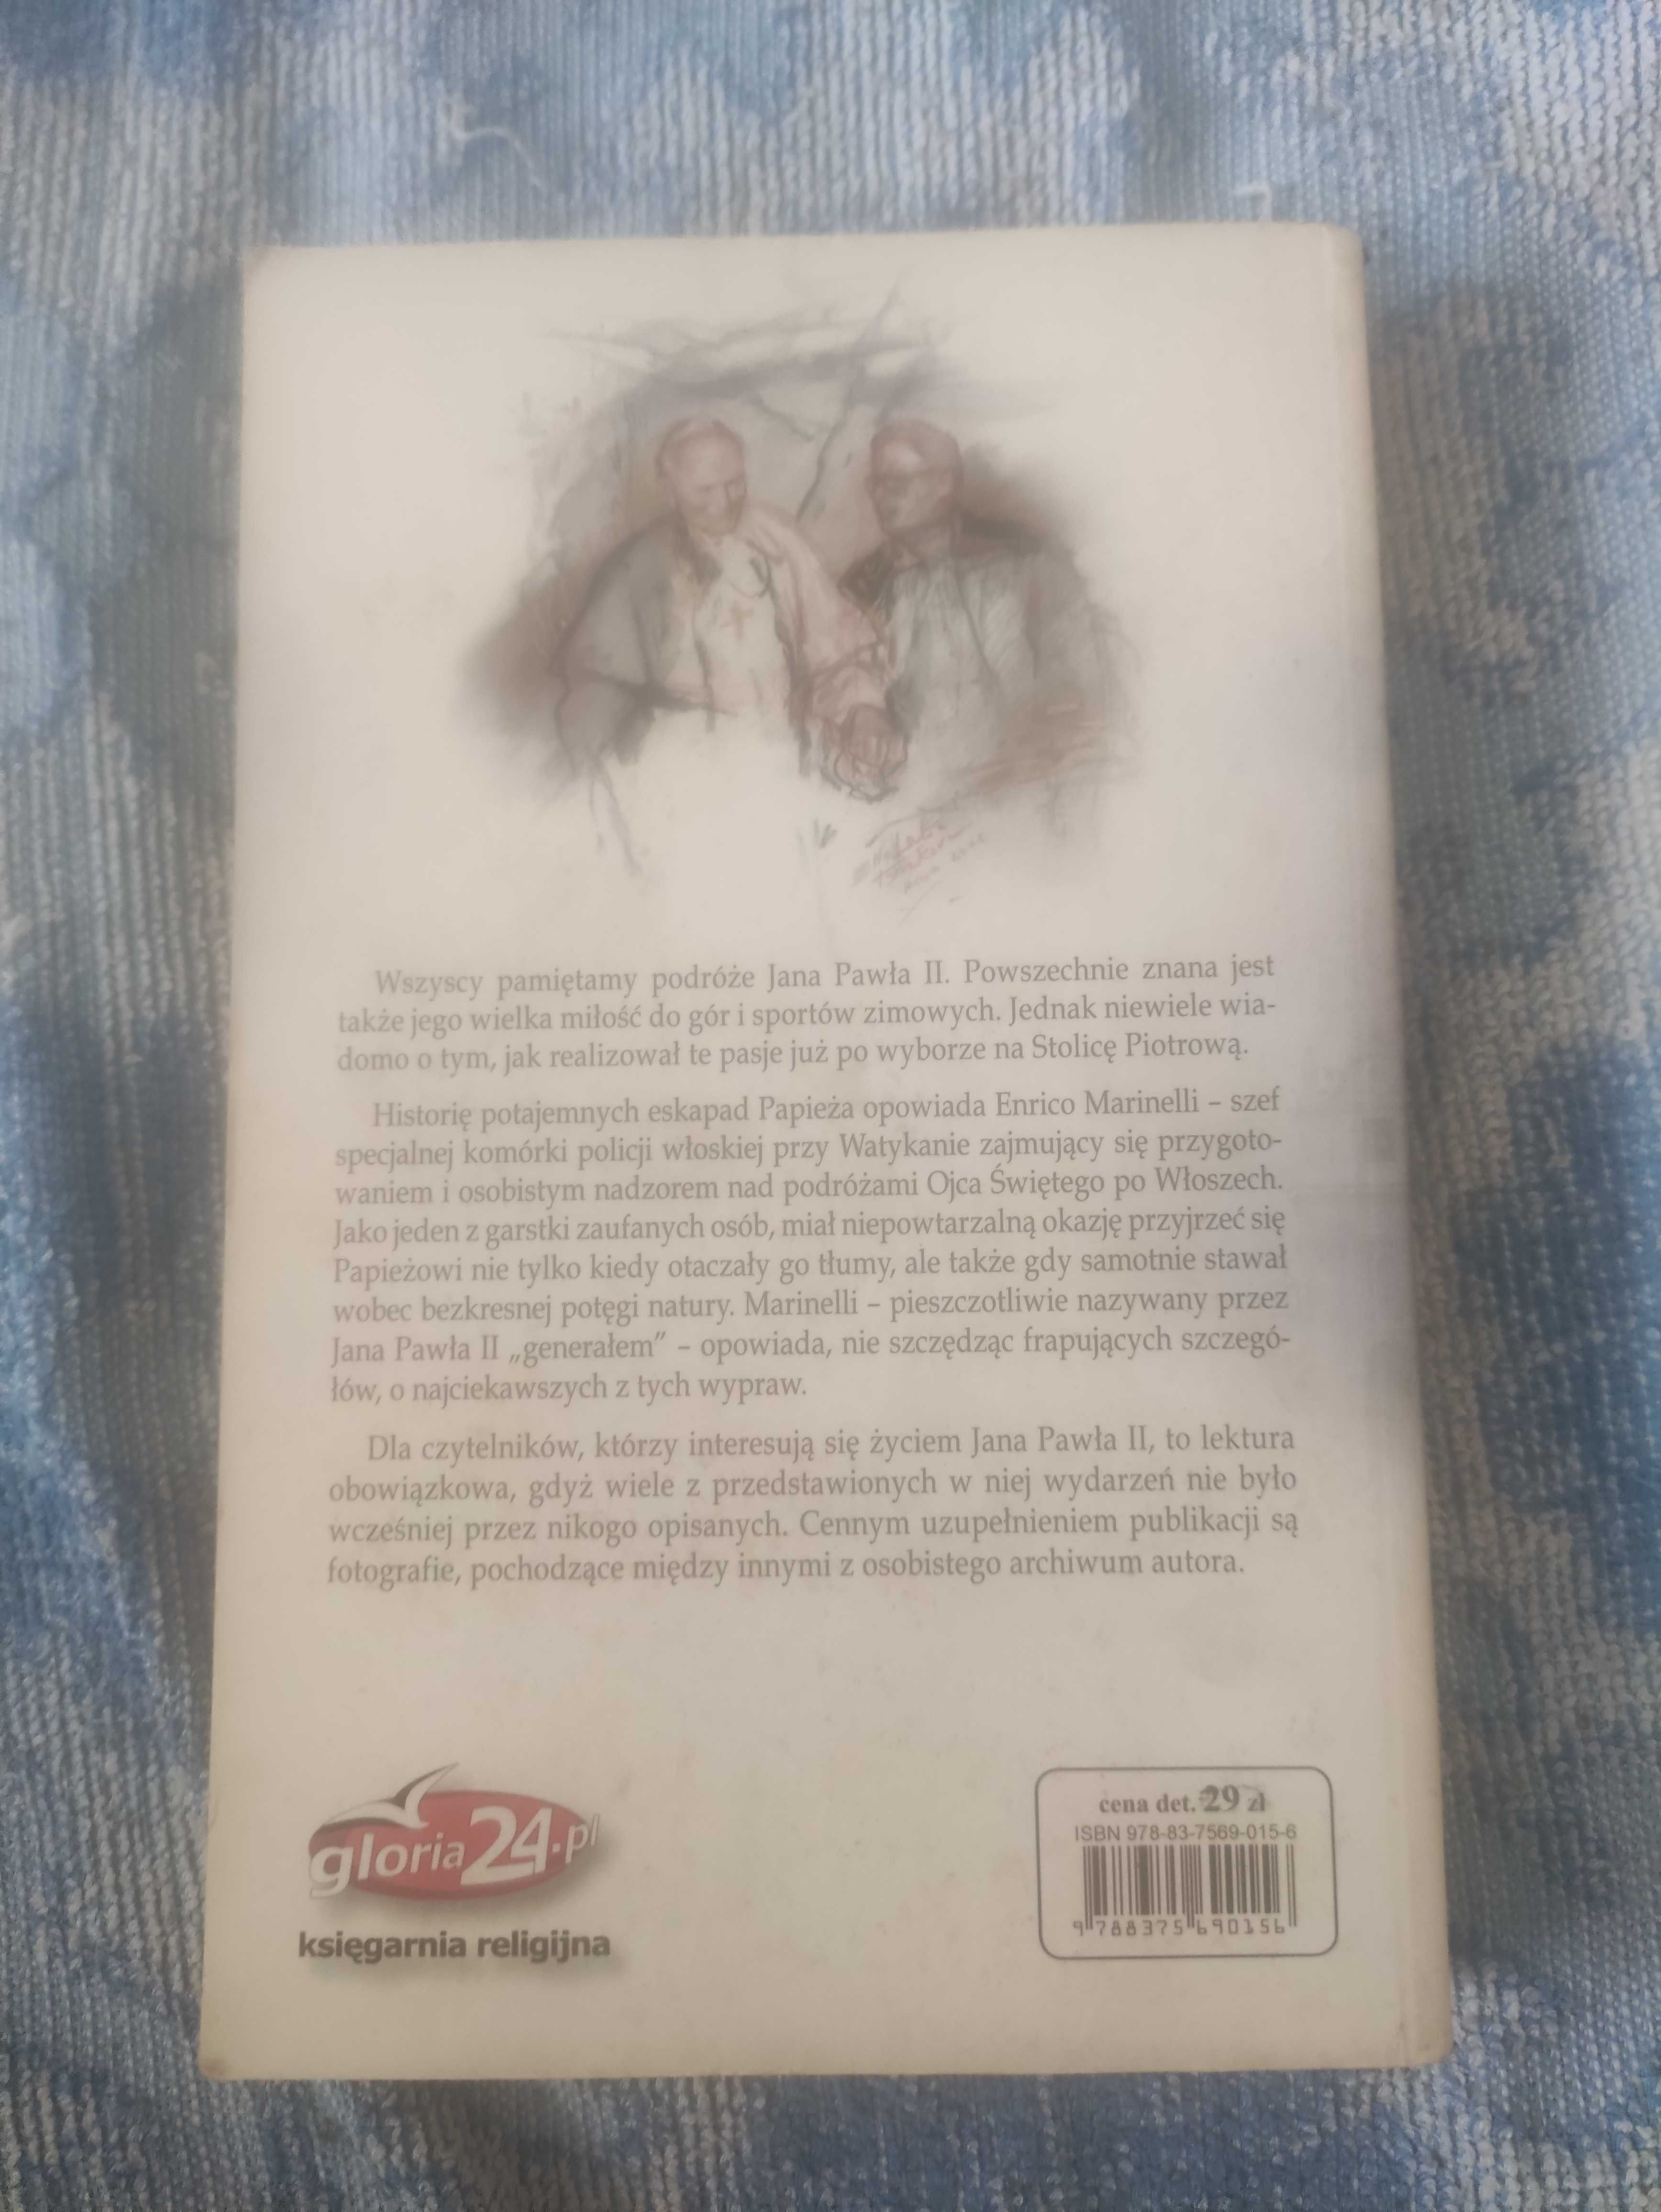 Wszyscy pamiętamy podróże Jana Pawła II. Powszechnie znana jest
także jego wielka miłość do gór i sportów zimowych. Jednak niewiele wia-
domo o tym, jak realizował te pasje już po wyborze na Stolicę Piotrową.
Historię potajemnych eskapad Papieża opowiada Enrico Marinelli – szef
specjalnej komórki policji włoskiej przy Watykanie zajmujący się przygoto-
waniem i osobistym nadzorem nad podróżami Ojca Świętego po Włoszech.
Jako jeden z garstki zaufanych osób, miał niepowtarzalną okazję przyjrzeć się
Papieżowi nie tylko kiedy otaczały go tłumy, ale także gdy samotnie stawał
wobec bezkresnej potęgi natury. Marinelli – pieszczotliwie nazywany przez
Jana Pawła II „generałem” – opowiada, nie szczędząc frapujących szczegó-
łów, o najciekawszych z tych wypraw.
Dla czytelników, którzy interesują się życiem Jana Pawła II, to lektura
obowiązkowa, gdyż wiele z przedstawionych w niej wydarzeń nie było
wcześniej przez nikogo opisanych. Cennym uzupełnieniem publikacji są
fotografie, pochodzące między innymi z osobistego archiwum autora.
gloria24.pl
księgarnia religijna
cena det. 29 zł
ISBN 978-83-7569-015-6
9 788375 690156